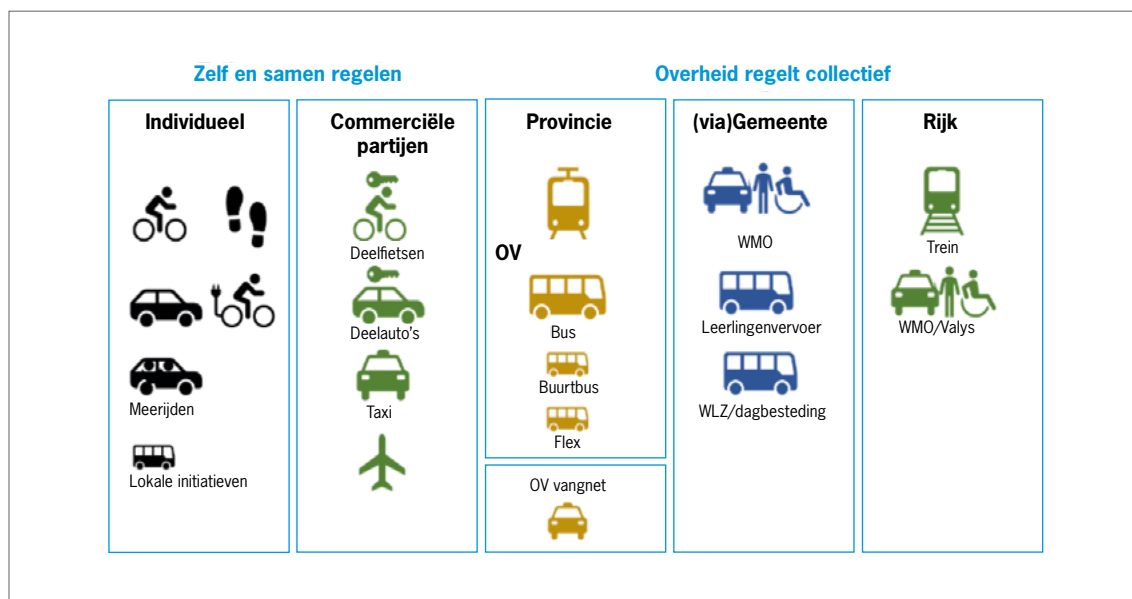 Zelf en samen regelen
Overheid regelt collectief
Individueel
Meerijden
Lokale initiatieven
Commerciële
partijen
Deelfietsen
Deelauto's
Taxi
Provincie
OV
Bus
Buurtbus
Flex
OV vangnet
(via)Gemeente
WMO
Leerlingenvervoer
WLZ/dagbesteding
Rijk
Trein
WMO/Valys